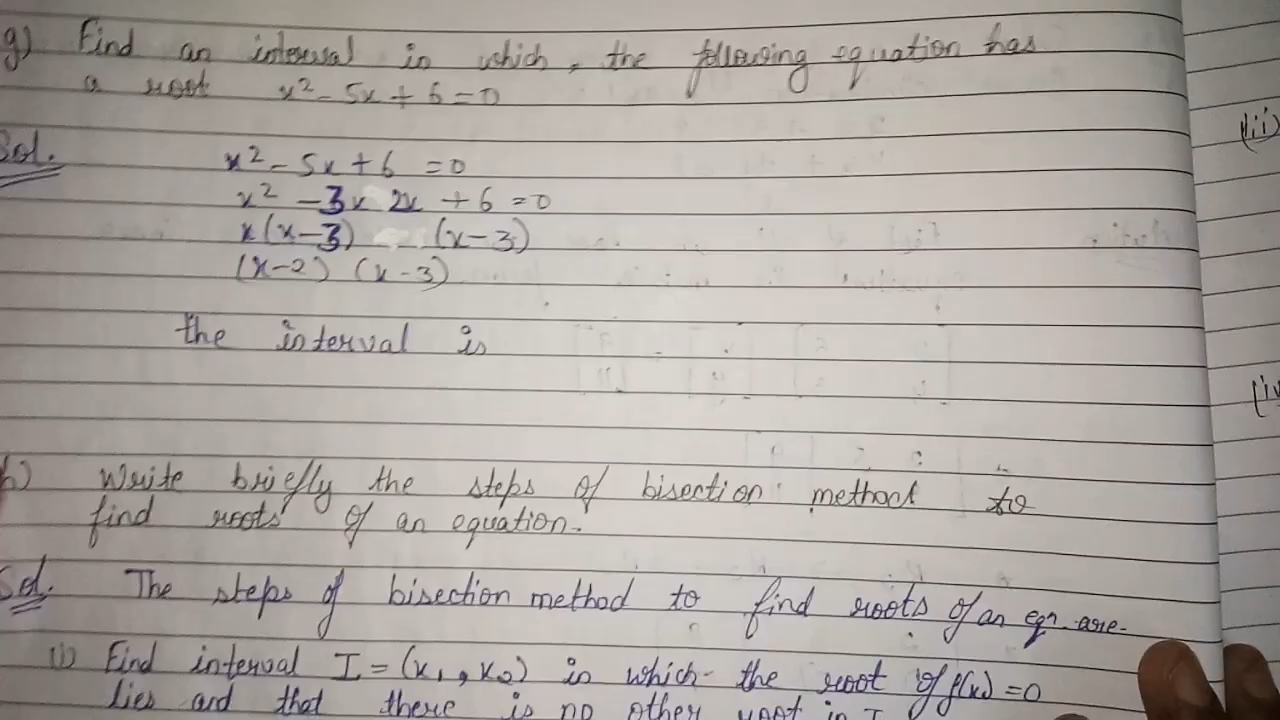 g) Find an interval in which, the following equation has
a root x² - 5x + 6 = 0
(iii)
Sol. x² - 5x + 6 = 0
x² - 3x 2x + 6 = 0
x(x-3) (x-3)
(x-2) (x-3)
the interval is
(iv
h) Write briefly the steps of bisection method to
find roots of an equation.
Sol. The steps of bisection method to find roots of an eqn. are-
(i) Find interval I = (x₁, x₂) in which the root of f(x) = 0
lies and that there is no other root in I